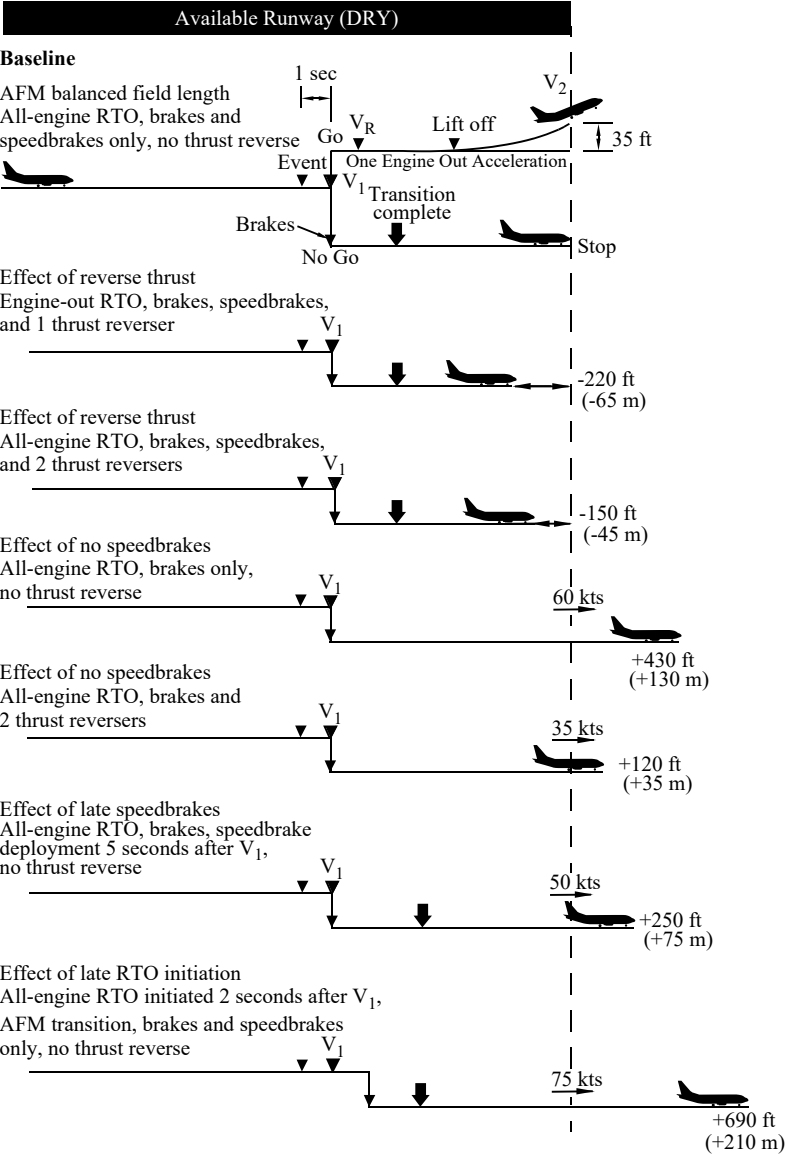 Available Runway (DRY)
Baseline
AFM balanced field length
All-engine RTO, brakes and
speedbrakes only, no thrust reverse
1 sec
Go
VR
Lift off
V2
35 ft
One Engine Out Acceleration
Event
V1
Transition
complete
Brakes
No Go
Stop
Effect of reverse thrust
Engine-out RTO, brakes, speedbrakes,
and 1 thrust reverser
V1
-220 ft
(-65 m)
Effect of reverse thrust
All-engine RTO, brakes, speedbrakes,
and 2 thrust reversers
V1
-150 ft
(-45 m)
Effect of no speedbrakes
All-engine RTO, brakes only,
no thrust reverse
V1
60 kts
+430 ft
(+130 m)
Effect of no speedbrakes
All-engine RTO, brakes and
2 thrust reversers
V1
35 kts
+120 ft
(+35 m)
Effect of late speedbrakes
All-engine RTO, brakes, speedbrake
deployment 5 seconds after V1,
no thrust reverse
V1
50 kts
+250 ft
(+75 m)
Effect of late RTO initiation
All-engine RTO initiated 2 seconds after V1,
AFM transition, brakes and speedbrakes
only, no thrust reverse
V1
75 kts
+690 ft
(+210 m)